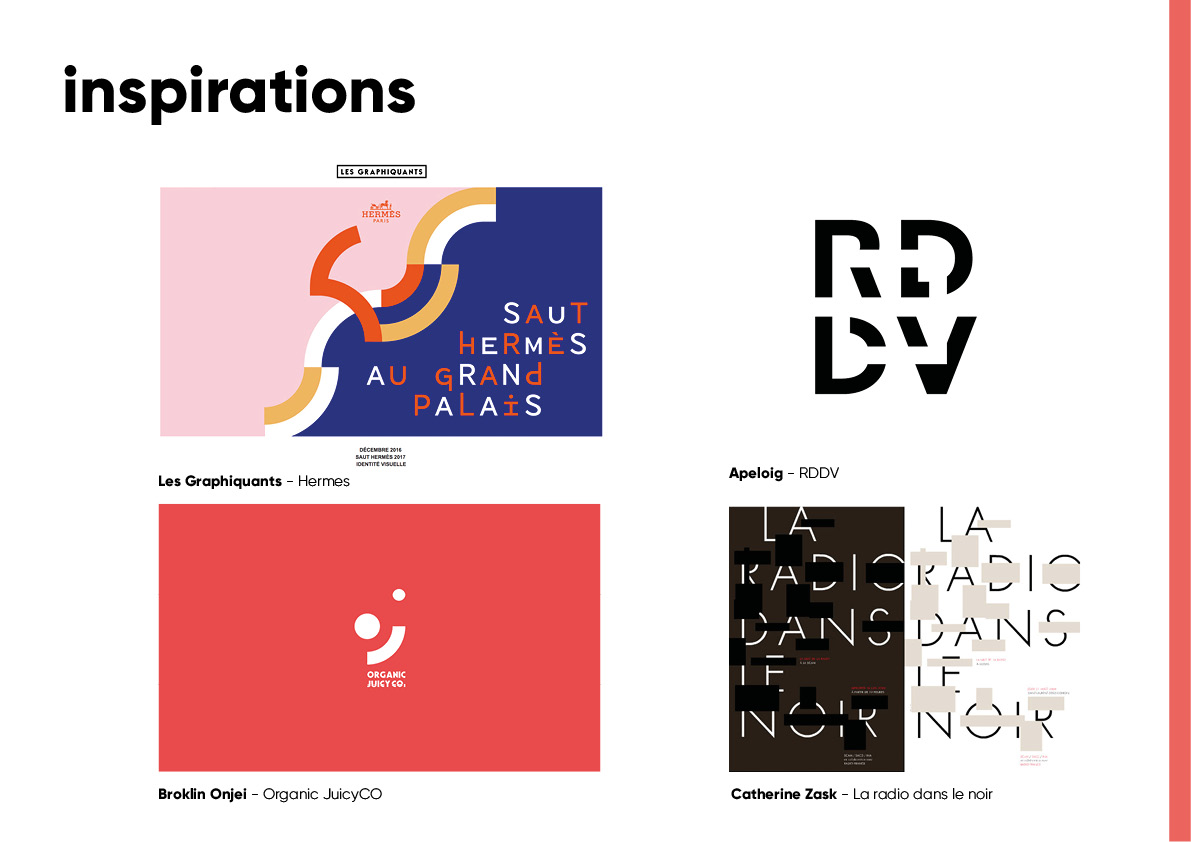 inspirations
LES GRAPHIQUANTS
HERMÈS
PARIS
SAUT
hERMÈS
AU gRANd
PALAiS
DÉCEMBRE 2016
SAUT HERMÈS 2017
IDENTITÉ VISUELLE
Les Graphiquants - Hermes
RD
DV
Apeloig - RDDV
ORGANIC
JUICY CO.
Broklin Onjei - Organic JuicyCO
LA
RADIO
DANS
LE
NOIR
LA
RADIO
DANS
LE
NOIR
Catherine Zask - La radio dans le noir